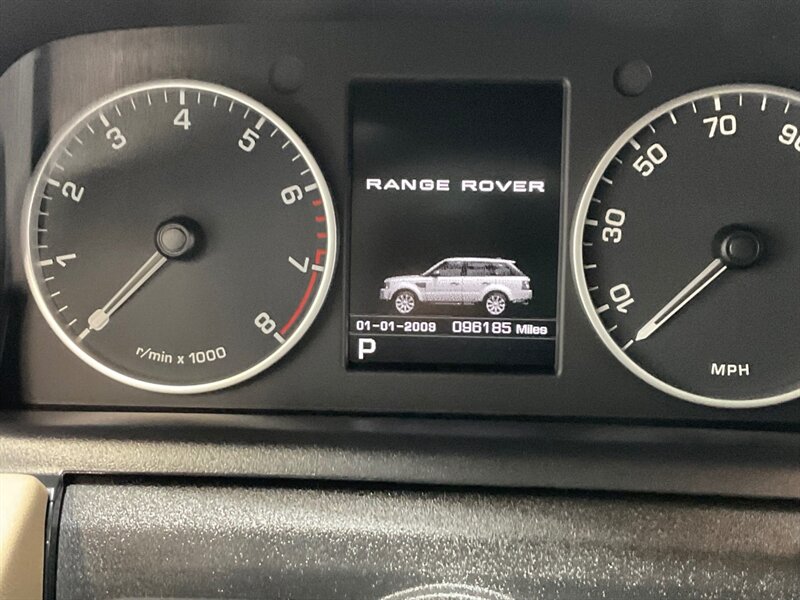 1 2 3 4 5 6 7 8
r/min x 1000
RANGE ROVER
01-01-2009 096185 Miles
P
10 30 50 70 90
MPH